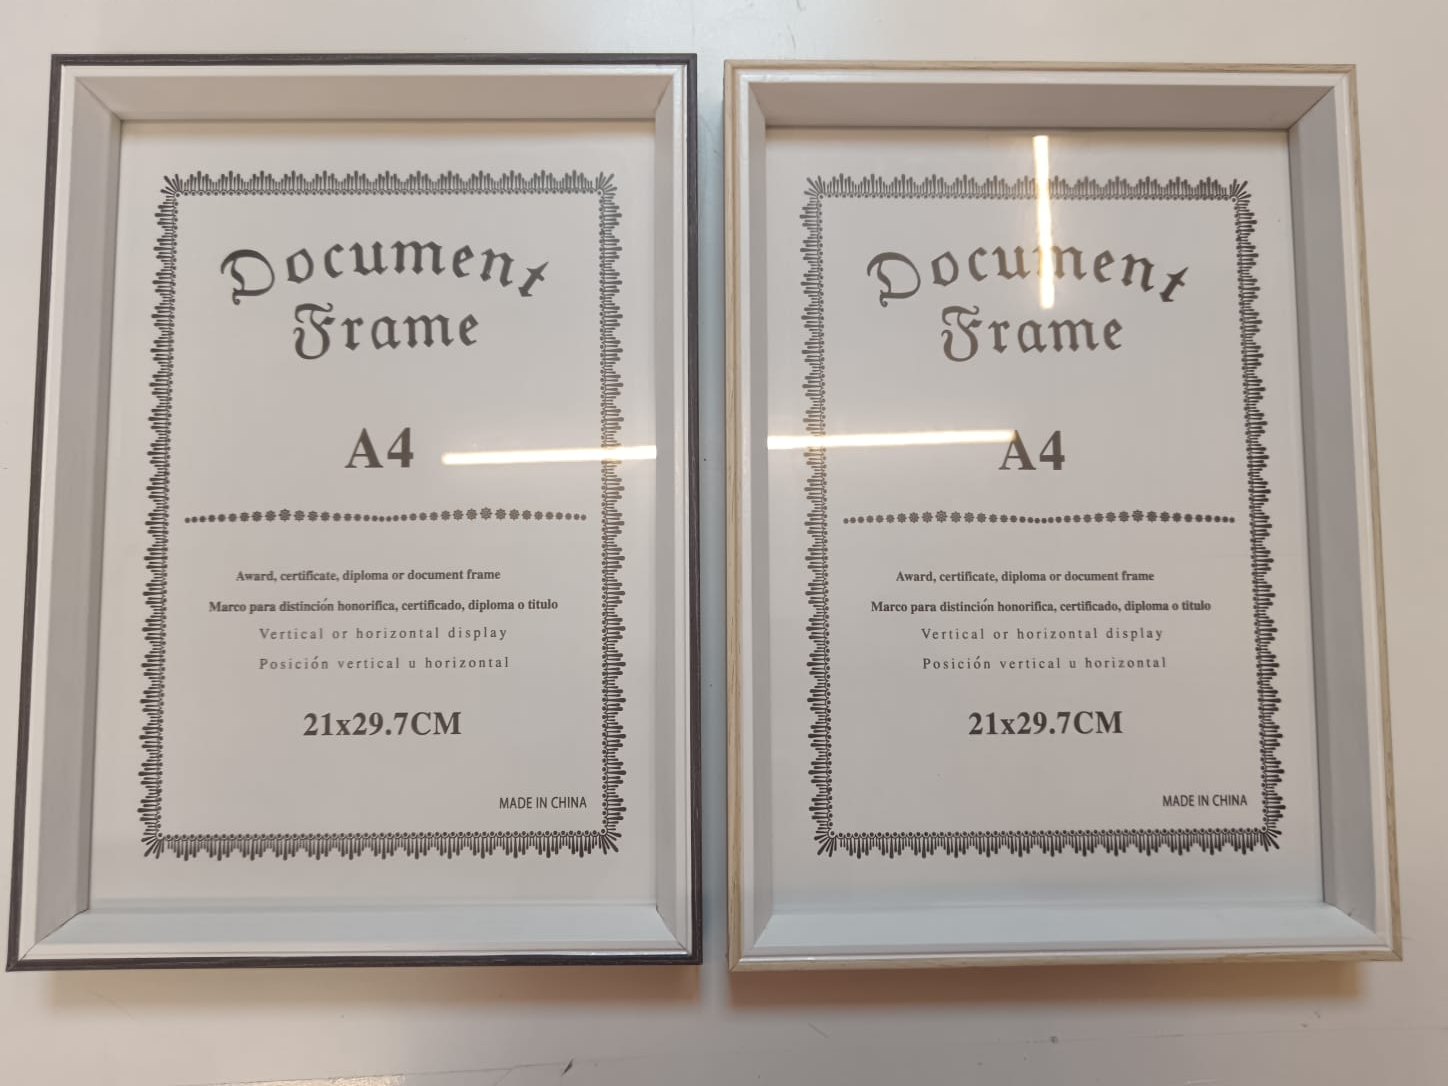 Document
Frame
A4
Award, certificate, diploma or document frame
Marco para distinción honorifica, certificado, diploma o titulo
Vertical or horizontal display
Posición vertical u horizontal
21x29.7CM
MADE IN CHINA
Document
Frame
A4
Award, certificate, diploma or document frame
Marco para distinción honorifica, certificado, diploma o titulo
Vertical or horizontal display
Posición vertical u horizontal
21x29.7CM
MADE IN CHINA